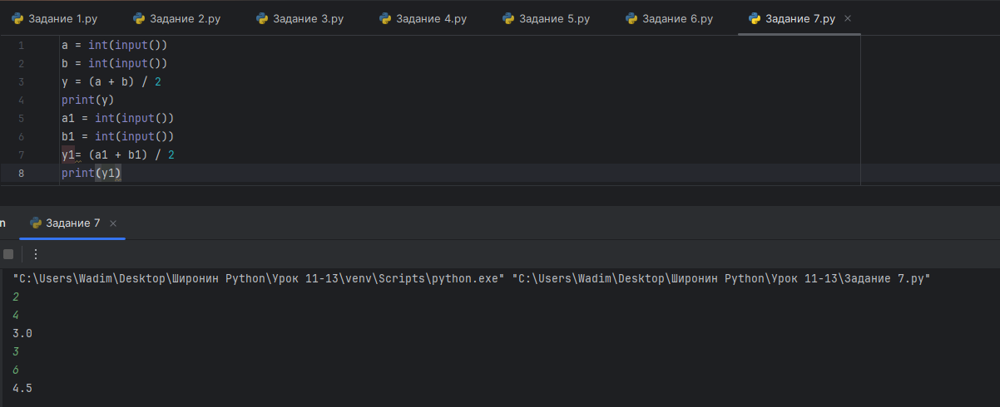 Задание 1.py Задание 2.py Задание 3.py Задание 4.py Задание 5.py Задание 6.py Задание 7.py
1 a = int(input())
2 b = int(input())
3 y = (a + b) / 2
4 print(y)
5 a1 = int(input())
6 b1 = int(input())
7 y1= (a1 + b1) / 2
8 print(y1)
n Задание 7
"C:\Users\Wadim\Desktop\Широнин Python\Урок 11-13\venv\Scripts\python.exe" "C:\Users\Wadim\Desktop\Широнин Python\Урок 11-13\Задание 7.py"
2
4
3.0
3
6
4.5